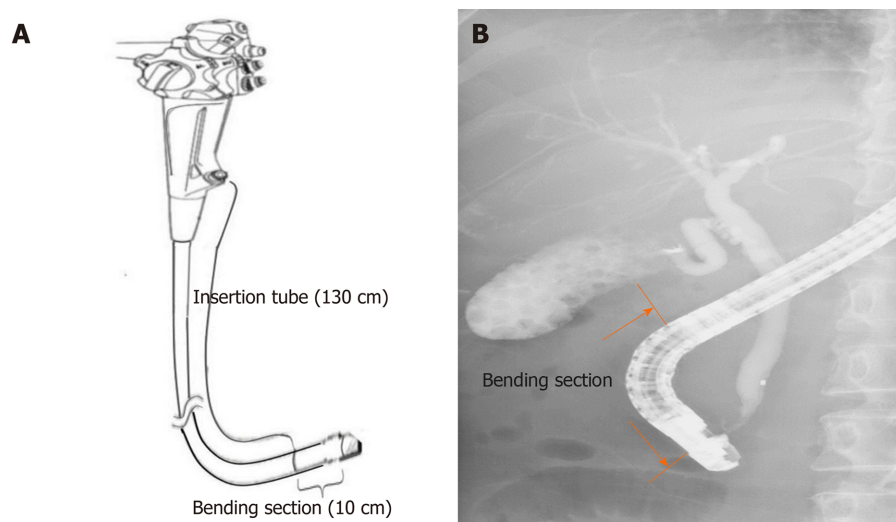 A
B
Insertion tube (130 cm)
Bending section
Bending section (10 cm)